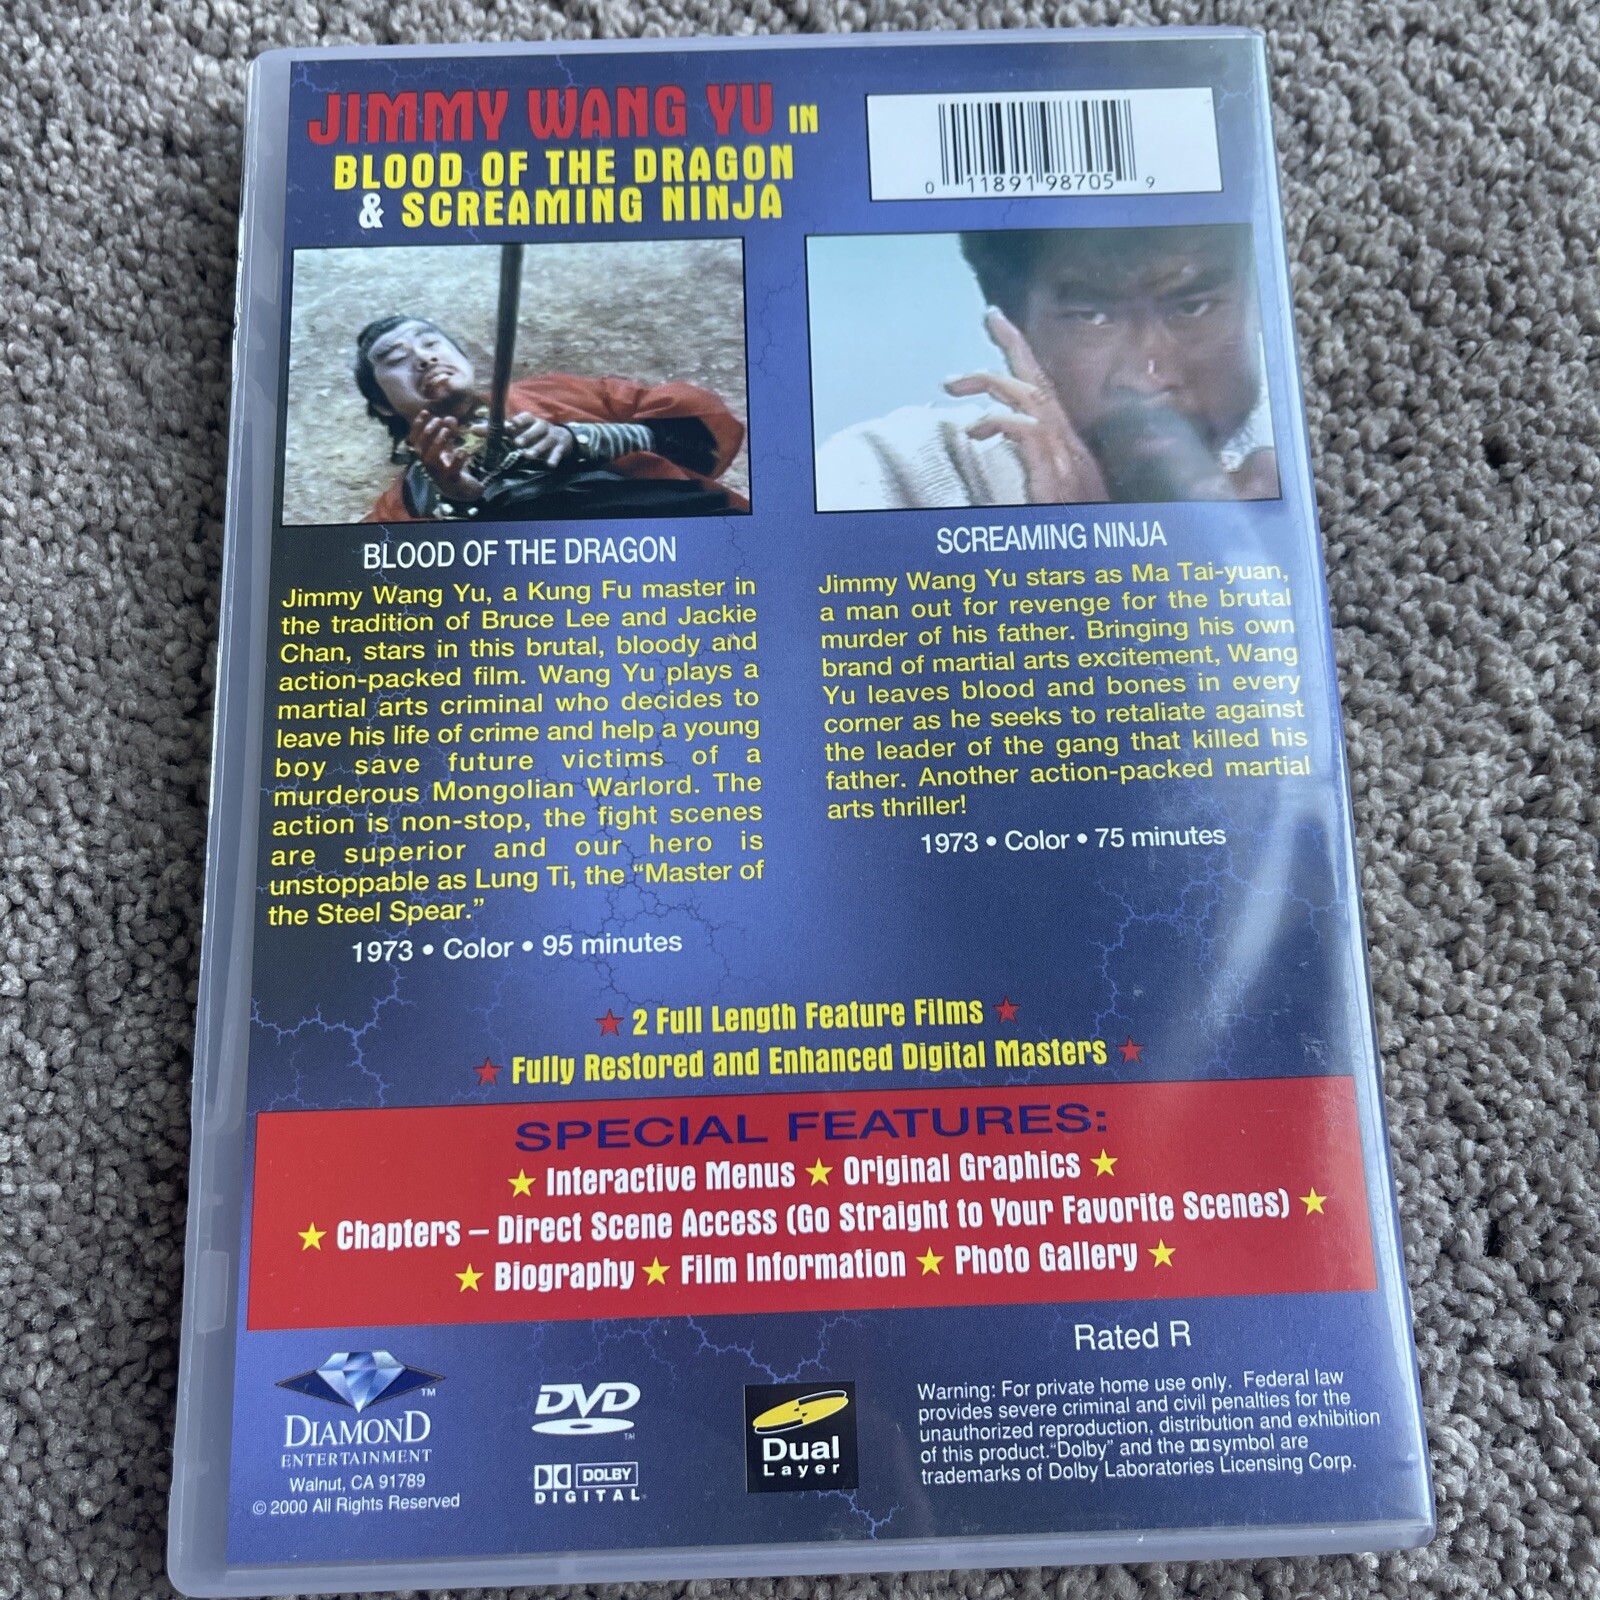 JIMMY WANG YU IN
BLOOD OF THE DRAGON
& SCREAMING NINJA
0 11891 98705 9
BLOOD OF THE DRAGON
Jimmy Wang Yu, a Kung Fu master in
the tradition of Bruce Lee and Jackie
Chan, stars in this brutal, bloody and
action-packed film. Wang Yu plays a
martial arts criminal who decides to
leave his life of crime and help a young
boy save future victims of a
murderous Mongolian Warlord. The
action is non-stop, the fight scenes
are superior and our hero is
unstoppable as Lung Ti, the “Master of
the Steel Spear.”
1973 • Color • 95 minutes
SCREAMING NINJA
Jimmy Wang Yu stars as Ma Tai-yuan,
a man out for revenge for the brutal
murder of his father. Bringing his own
brand of martial arts excitement, Wang
Yu leaves blood and bones in every
corner as he seeks to retaliate against
the leader of the gang that killed his
father. Another action-packed martial
arts thriller!
1973 • Color • 75 minutes
★ 2 Full Length Feature Films ★
★ Fully Restored and Enhanced Digital Masters ★
SPECIAL FEATURES:
★ Interactive Menus ★ Original Graphics ★
★ Chapters – Direct Scene Access (Go Straight to Your Favorite Scenes) ★
★ Biography ★ Film Information ★ Photo Gallery ★
Rated R
TM
DIAMOND
ENTERTAINMENT
Walnut, CA 91789
© 2000 All Rights Reserved
DVD
TM
DOLBY
DIGITAL
Dual
Layer
Warning: For private home use only. Federal law
provides severe criminal and civil penalties for the
unauthorized reproduction, distribution and exhibition
of this product. “Dolby” and the symbol are
trademarks of Dolby Laboratories Licensing Corp.